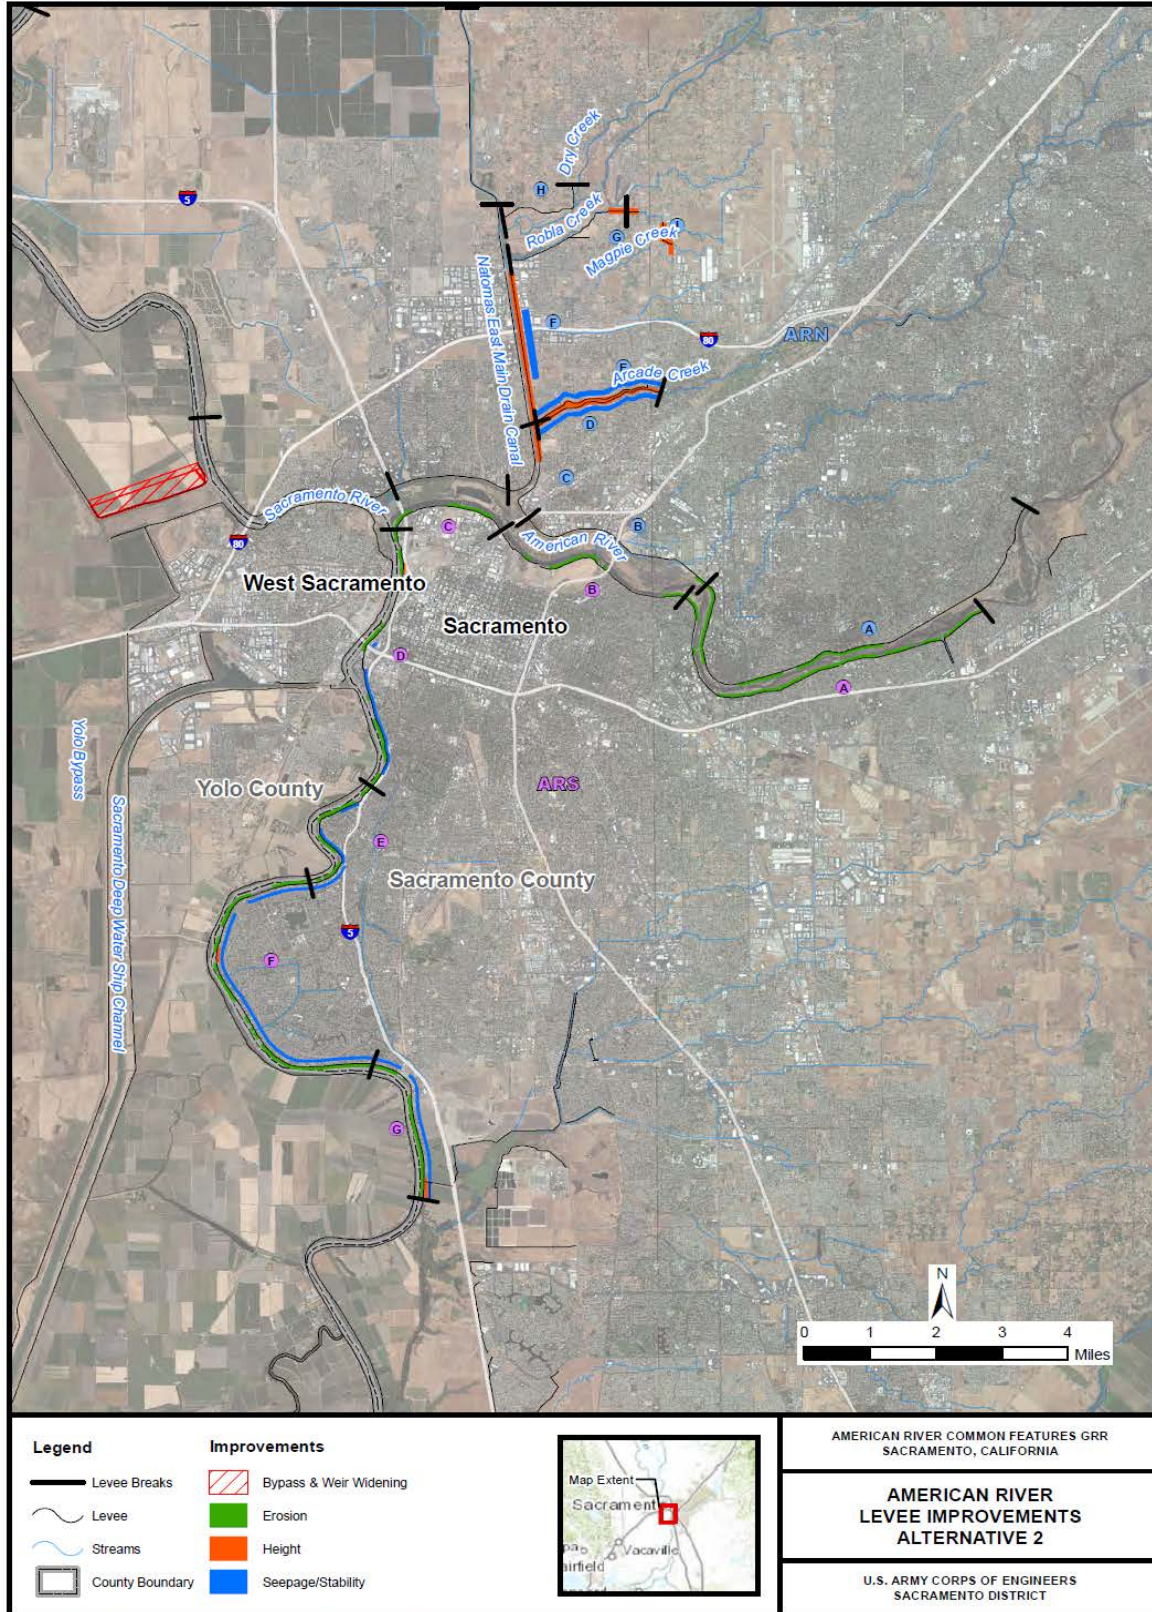 Dry Creek
H
5
Robla Creek
G
I
Magpie Creek
Natomas East Main Drain Canal
F
80
ARN
E
Arcade Creek
D
C
Sacramento River
C
80
American River
B
B
West Sacramento
Sacramento
A
D
A
Yolo Bypass
Yolo County
ARS
Sacramento Deep Water Ship Channel
E
Sacramento County
5
F
G
N
0 1 2 3 4
Miles
Legend
Levee Breaks
Levee
Streams
County Boundary
Improvements
Bypass & Weir Widening
Erosion
Height
Seepage/Stability
Map Extent
Sacrament
Vacaville
airfield
AMERICAN RIVER COMMON FEATURES GRR
SACRAMENTO, CALIFORNIA
AMERICAN RIVER
LEVEE IMPROVEMENTS
ALTERNATIVE 2
U.S. ARMY CORPS OF ENGINEERS
SACRAMENTO DISTRICT